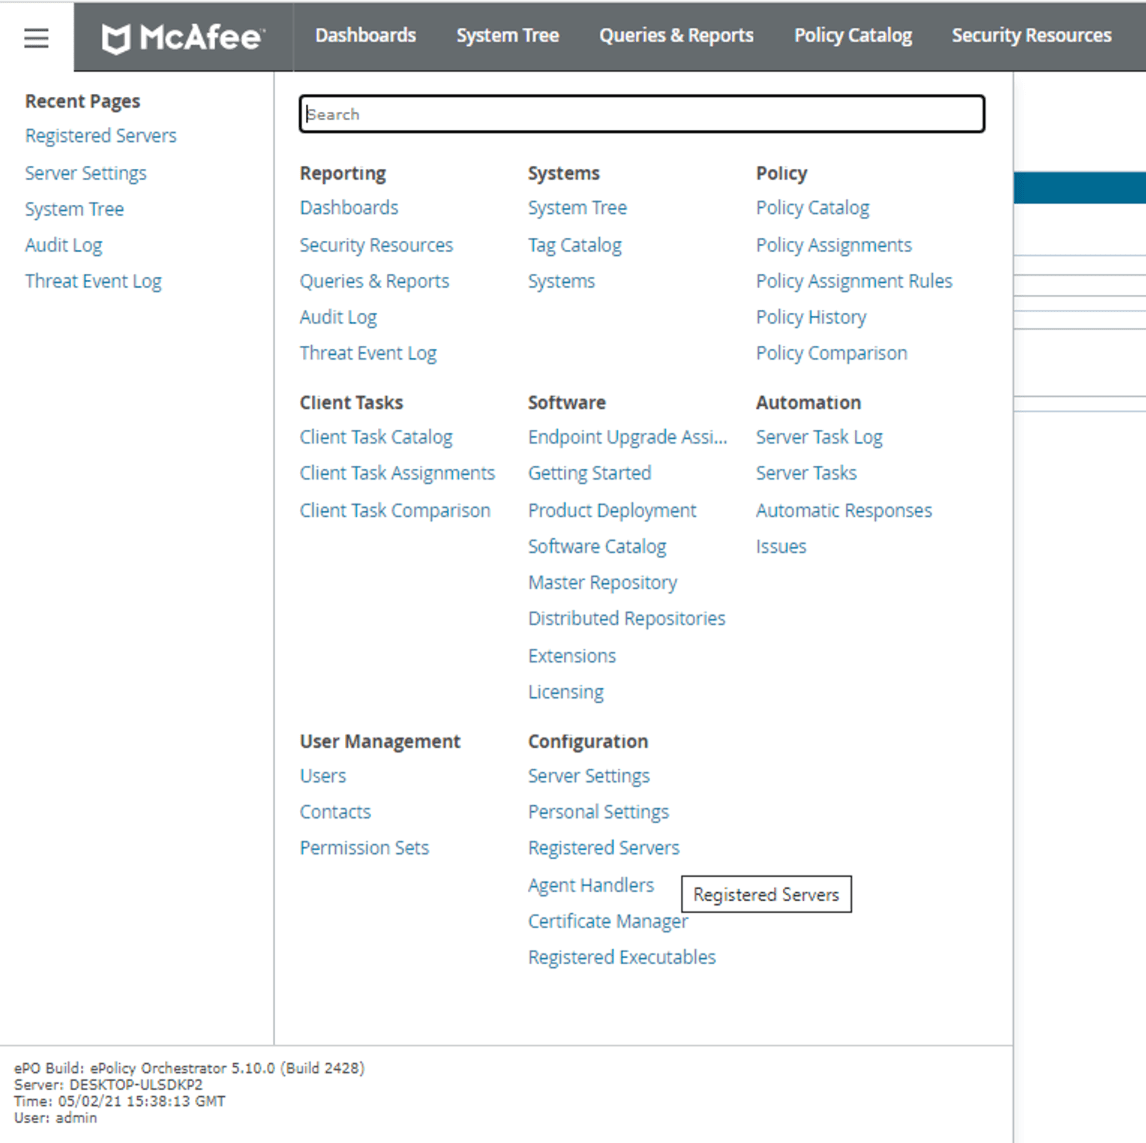 McAfee
Dashboards
System Tree
Queries & Reports
Policy Catalog
Security Resources
Recent Pages
Registered Servers
Server Settings
System Tree
Audit Log
Threat Event Log
Search
Reporting
Dashboards
Security Resources
Queries & Reports
Audit Log
Threat Event Log
Systems
System Tree
Tag Catalog
Systems
Policy
Policy Catalog
Policy Assignments
Policy Assignment Rules
Policy History
Policy Comparison
Client Tasks
Client Task Catalog
Client Task Assignments
Client Task Comparison
Software
Endpoint Upgrade Assi...
Getting Started
Product Deployment
Software Catalog
Master Repository
Distributed Repositories
Extensions
Licensing
Automation
Server Task Log
Server Tasks
Automatic Responses
Issues
User Management
Users
Contacts
Permission Sets
Configuration
Server Settings
Personal Settings
Registered Servers
Agent Handlers
Registered Servers
Certificate Manager
Registered Executables
ePO Build: ePolicy Orchestrator 5.10.0 (Build 2428)
Server: DESKTOP-ULSDKP2
Time: 05/02/21 15:38:13 GMT
User: admin